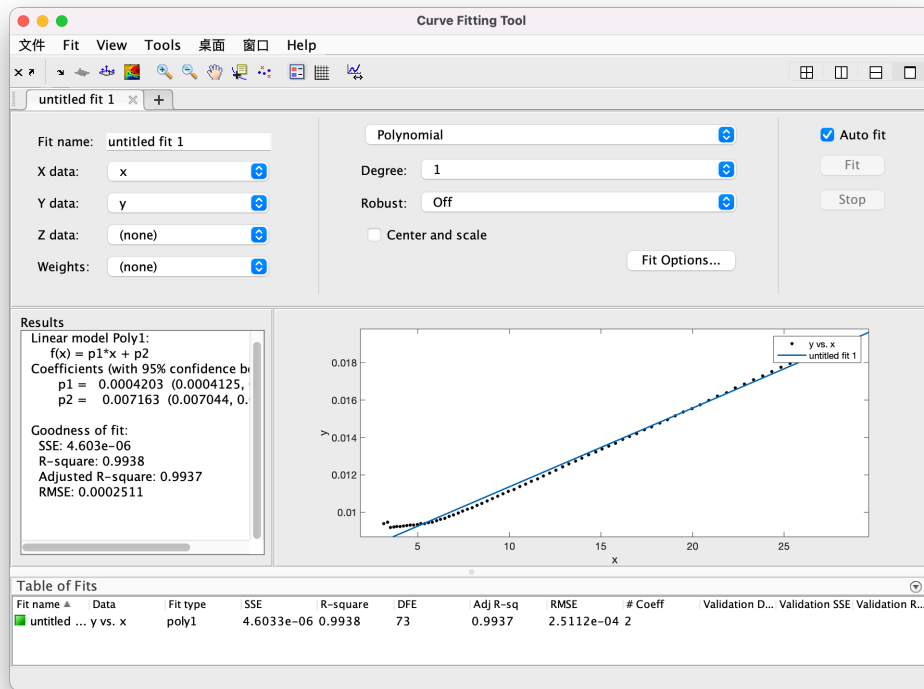 Curve Fitting Tool
文件 Fit View Tools 桌面 窗口 Help
untitled fit 1
Fit name: untitled fit 1
X data: x
Y data: y
Z data: (none)
Weights: (none)
Polynomial
Degree: 1
Robust: Off
Center and scale
Fit Options...
Auto fit
Fit
Stop
Results
Linear model Poly1:
f(x) = p1*x + p2
Coefficients (with 95% confidence b
p1 = 0.0004203 (0.0004125,
p2 = 0.007163 (0.007044, 0.
Goodness of fit:
SSE: 4.603e-06
R-square: 0.9938
Adjusted R-square: 0.9937
RMSE: 0.0002511
y vs. x
untitled fit 1
0.018
0.016
0.014
0.012
0.01
y
5 10 15 20 25
x
Table of Fits
Fit name Data Fit type SSE R-square DFE Adj R-sq RMSE # Coeff Validation D... Validation SSE Validation R...
untitled ... y vs. x poly1 4.6033e-06 0.9938 73 0.9937 2.5112e-04 2